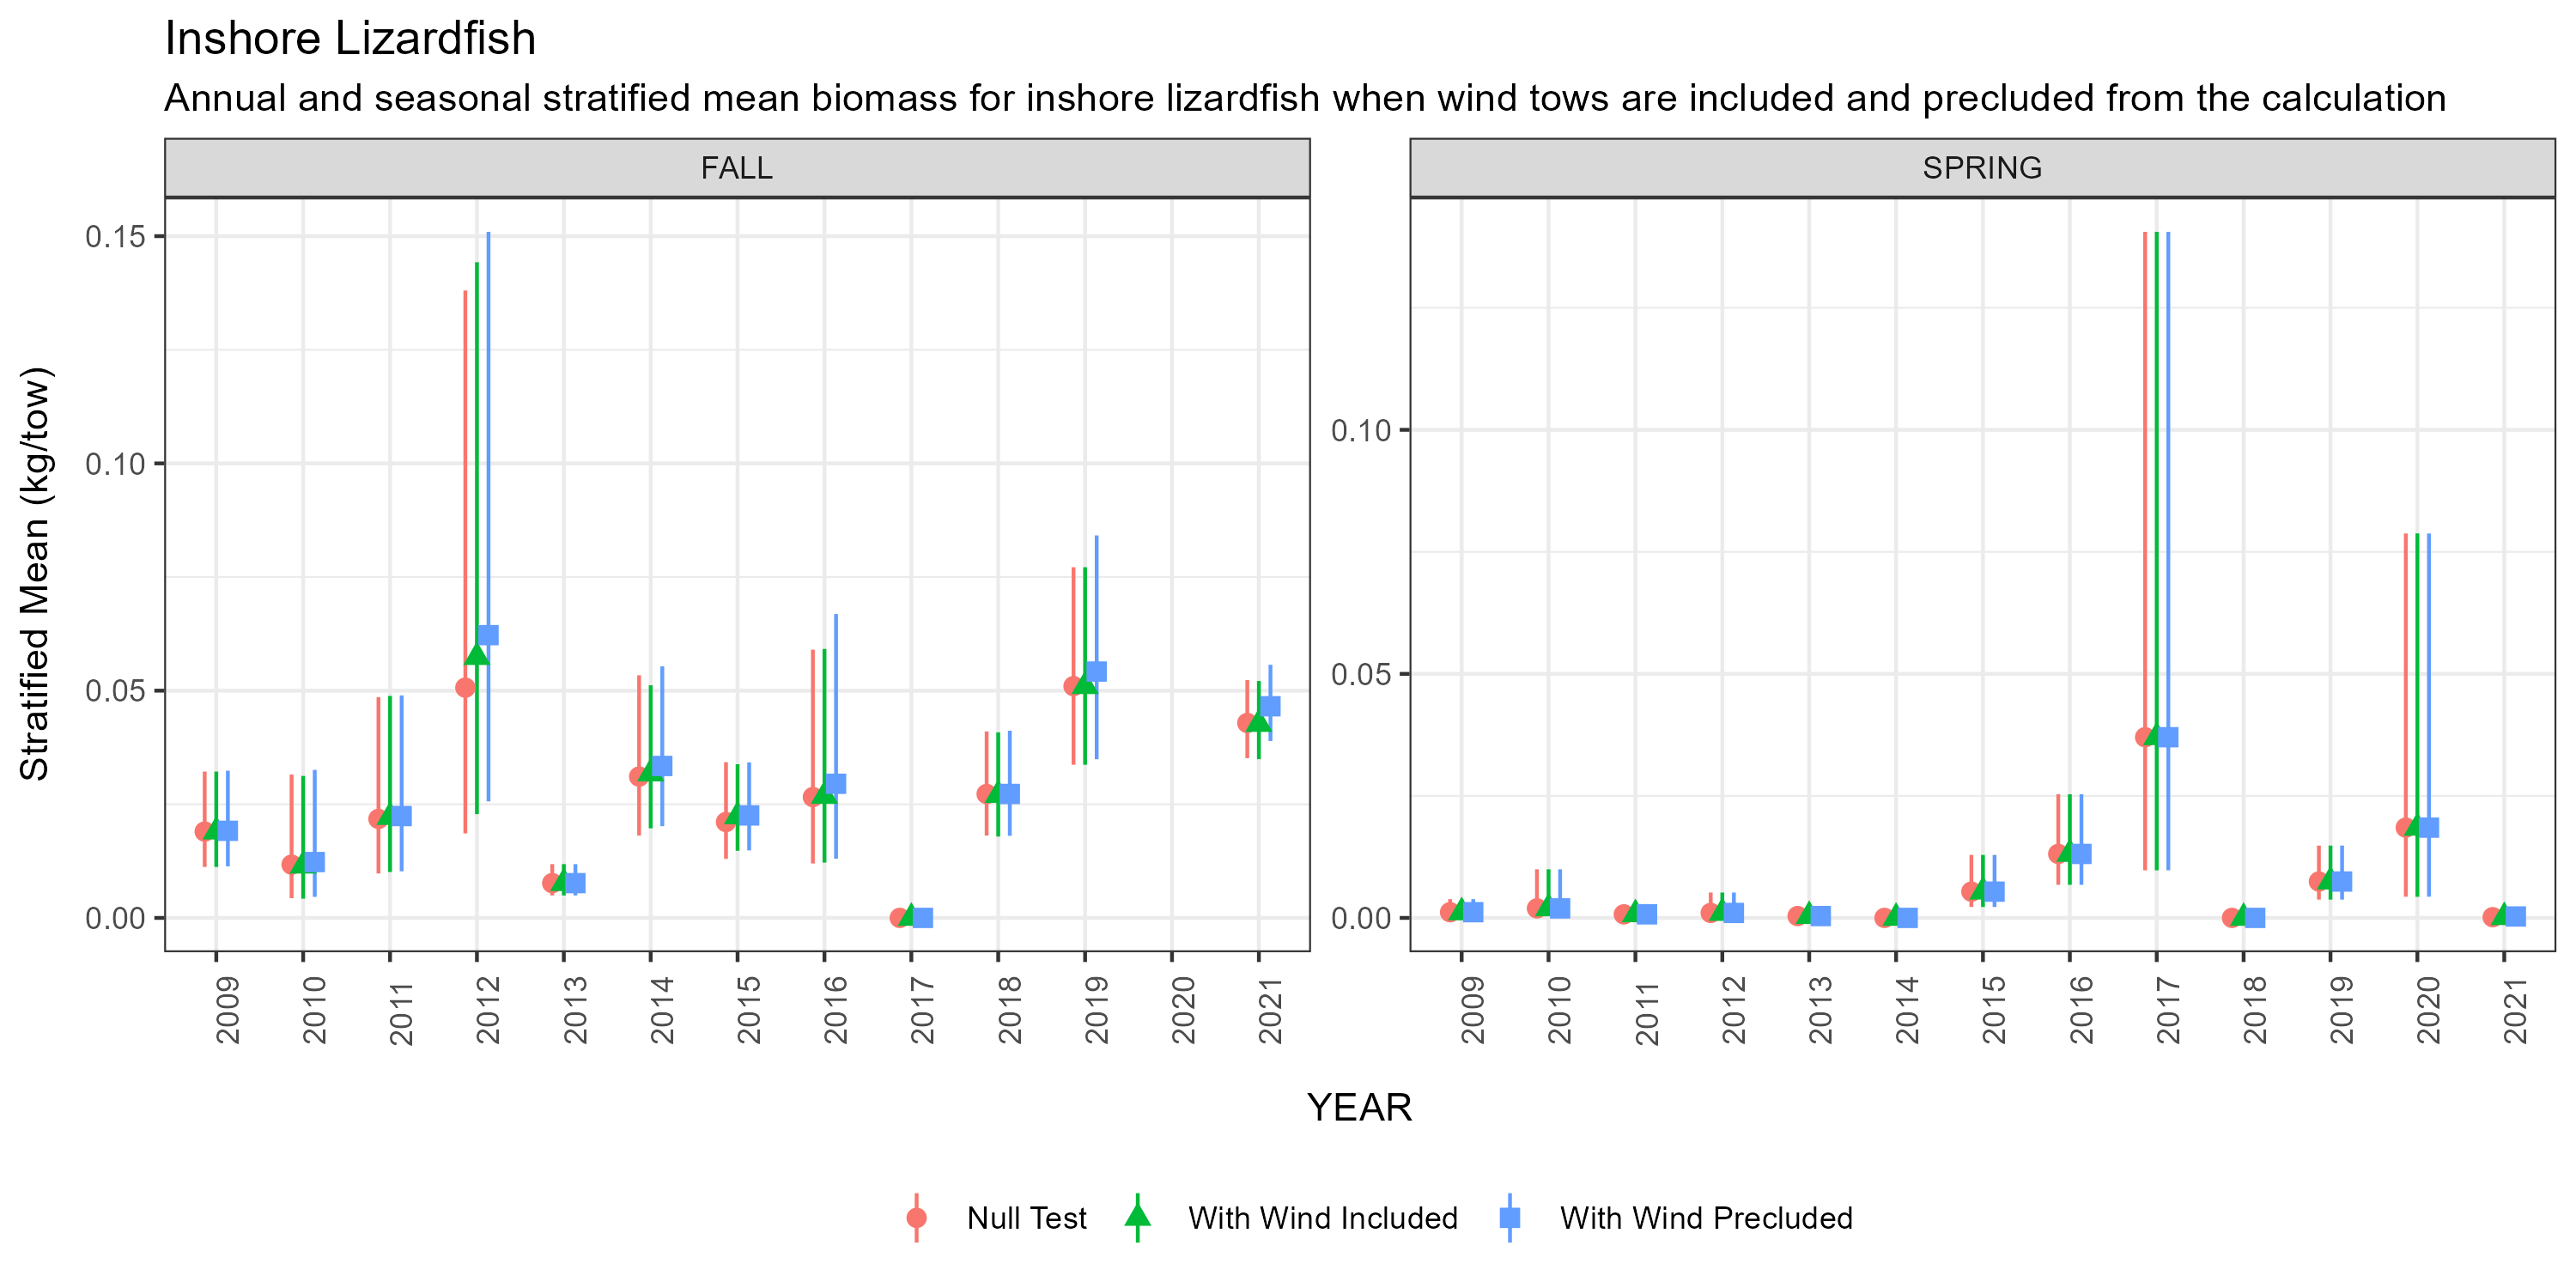 Inshore Lizardfish
Annual and seasonal stratified mean biomass for inshore lizardfish when wind tows are included and precluded from the calculation
FALL
SPRING
Stratified Mean (kg/tow)
0.15
0.10
0.05
0.00
0.10
0.05
0.00
2009 2010 2011 2012 2013 2014 2015 2016 2017 2018 2019 2020 2021
2009 2010 2011 2012 2013 2014 2015 2016 2017 2018 2019 2020 2021
YEAR
Null Test With Wind Included With Wind Precluded